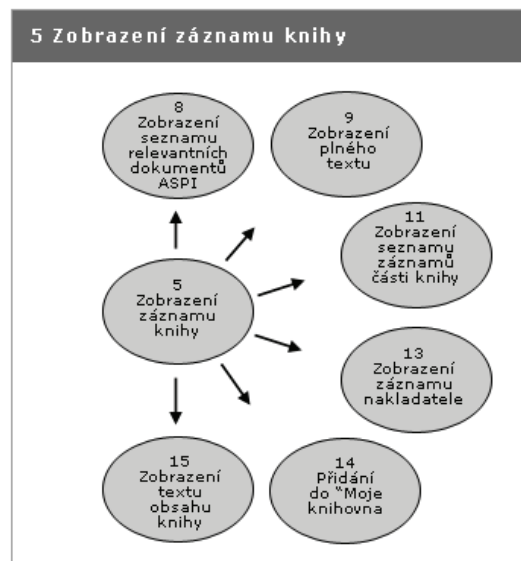 5 Zobrazení záznamu knihy
8
Zobrazení
seznamu
relevantních
dokumentů
ASPI
9
Zobrazení
plného
textu
11
Zobrazení
seznamu
záznamů
části knihy
5
Zobrazení
záznamu
knihy
13
Zobrazení
záznamu
nakladatele
15
Zobrazení
textu
obsahu
knihy
14
Přidání
do “Moje
knihovna